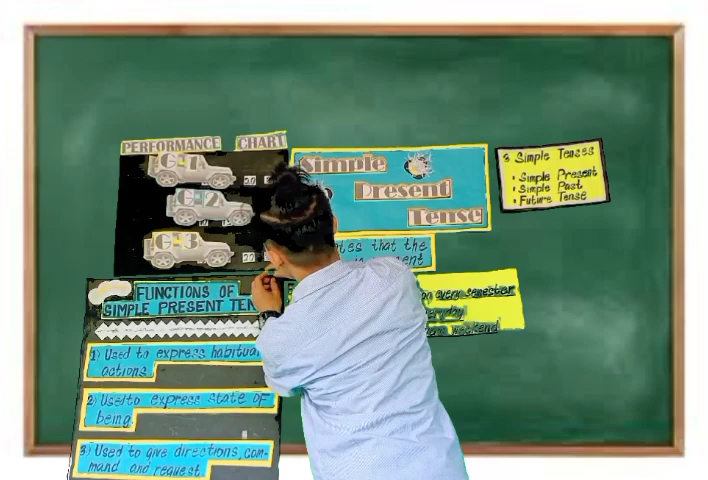 PERFORMANCE CHART
G-1
G-2
G-3
Simple
Present
Tense
tes that the
3 Simple Tenses
• Simple Present
• Simple Past
• Future Tense
FUNCTIONS OF
SIMPLE PRESENT TEN
1) Used to express habitual
actions.
2) Used to express state of
being.
3) Used to give directions, com-
mand and request.
every semester
everyday
weekend